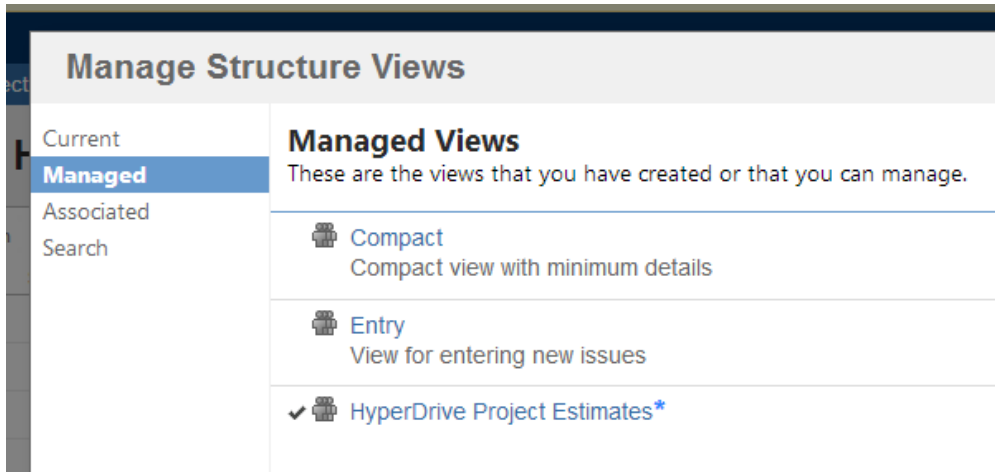 Manage Structure Views
Current
Managed
Associated
Search
Managed Views
These are the views that you have created or that you can manage.
Compact
Compact view with minimum details
Entry
View for entering new issues
HyperDrive Project Estimates*